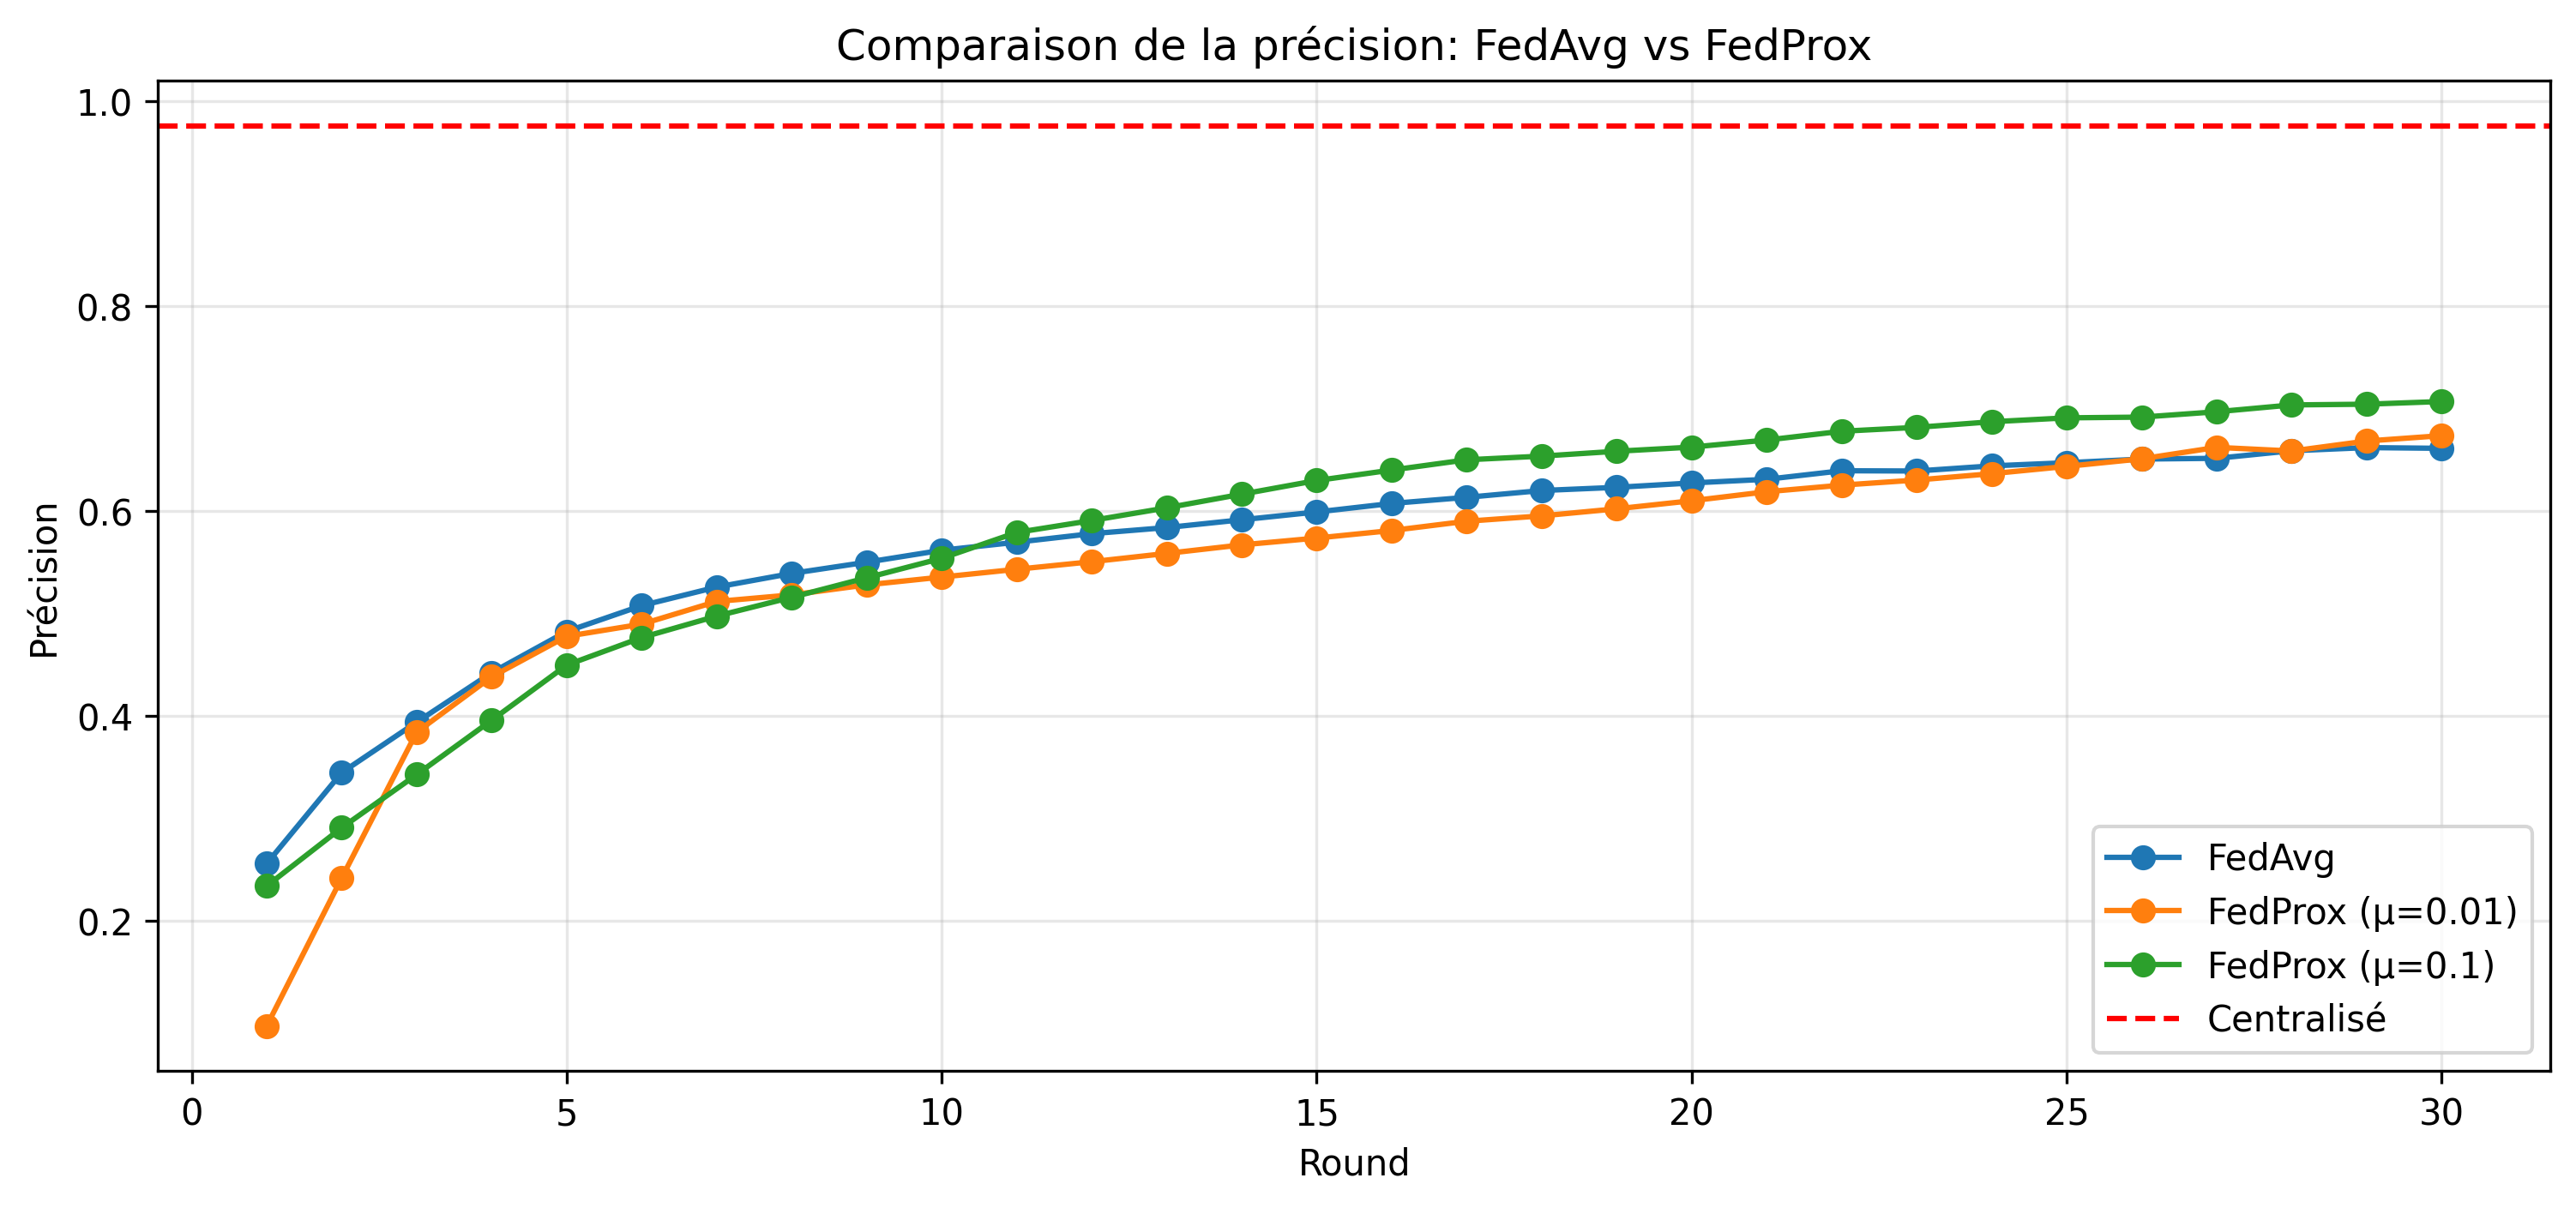 Comparaison de la précision: FedAvg vs FedProx
Précision
1.0
0.8
0.6
0.4
0.2
0
5
10
15
20
25
30
Round
FedAvg
FedProx (μ=0.01)
FedProx (μ=0.1)
Centralisé